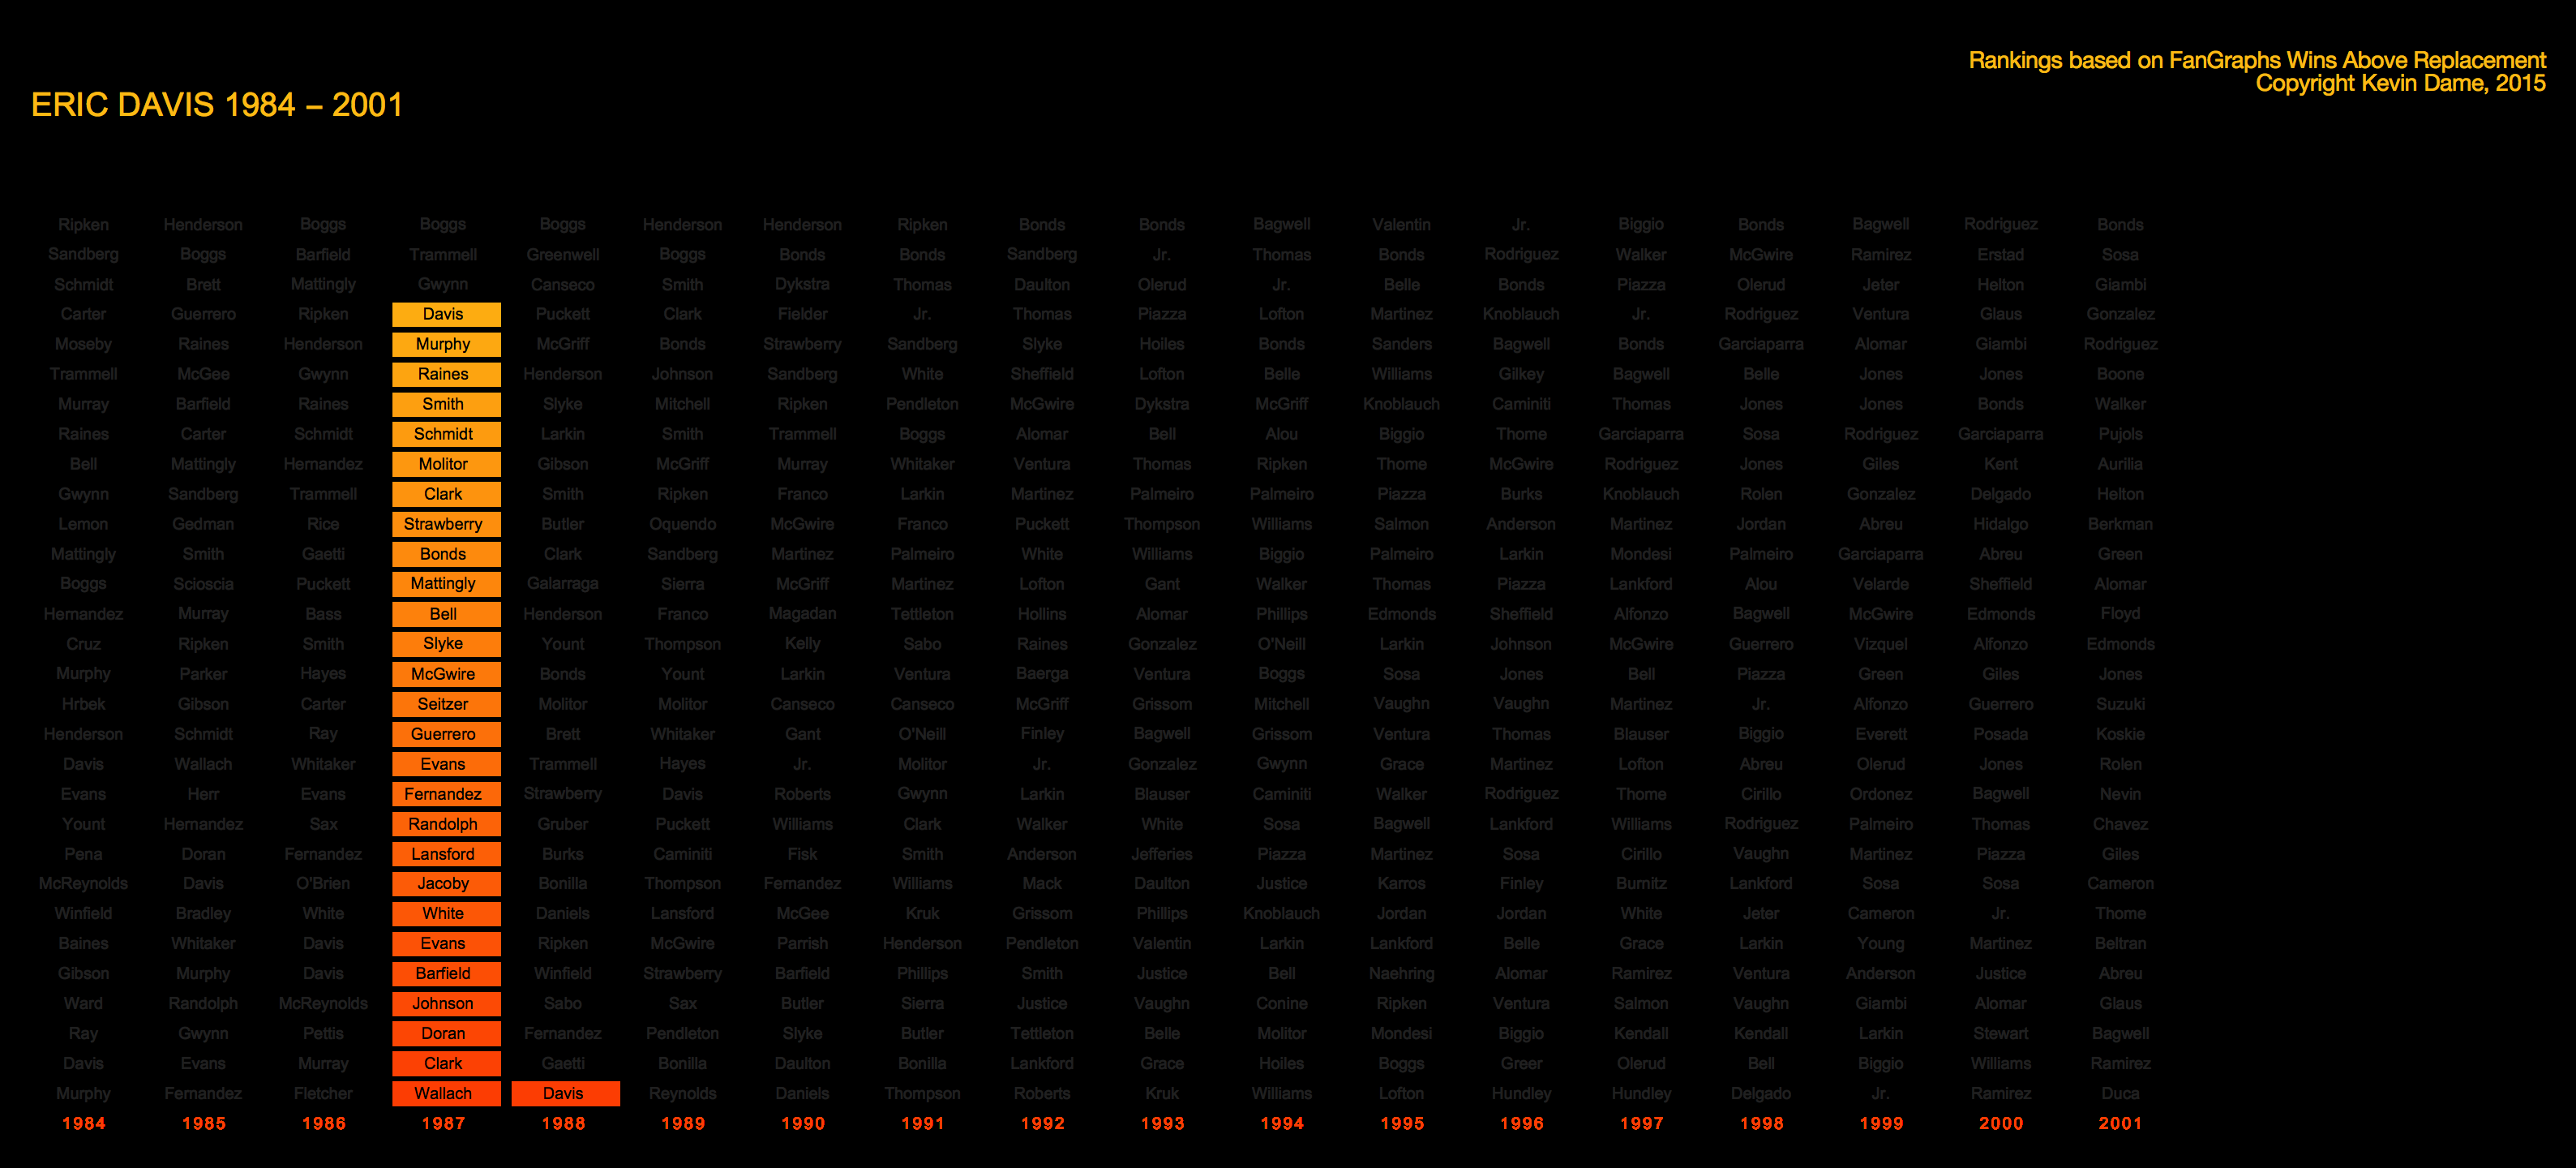 Rankings based on FanGraphs Wins Above Replacement
Copyright Kevin Dame, 2015
ERIC DAVIS 1984 – 2001
Ripken Henderson Boggs Boggs Boggs Henderson Henderson Ripken Bonds Bonds Bagwell Valentin Jr. Biggio Bonds Bagwell Rodriguez Bonds
Sandberg Boggs Barfield Trammell Greenwell Boggs Bonds Bonds Sandberg Jr. Thomas Bonds Rodriguez Walker McGwire Ramirez Erstad Sosa
Schmidt Brett Mattingly Gwynn Canseco Smith Dykstra Thomas Daulton Olerud Jr. Belle Bonds Piazza Olerud Jeter Helton Giambi
Carter Guerrero Ripken Davis Puckett Clark Fielder Jr. Thomas Piazza Lofton Martinez Knoblauch Jr. Rodriguez Ventura Glaus Gonzalez
Moseby Raines Henderson Murphy McGriff Bonds Strawberry Sandberg Slyke Hoiles Bonds Sanders Bagwell Bonds Garciaparra Alomar Giambi Rodriguez
Trammell McGee Gwynn Raines Henderson Johnson Sandberg White Sheffield Lofton Belle Williams Gilkey Bagwell Belle Jones Jones Boone
Murray Barfield Raines Smith Slyke Mitchell Ripken Pendleton McGwire Dykstra McGriff Knoblauch Caminiti Thomas Jones Jones Bonds Walker
Raines Carter Schmidt Schmidt Larkin Smith Trammell Boggs Alomar Bell Alou Biggio Thome Garciaparra Sosa Rodriguez Garciaparra Pujols
Bell Mattingly Hernandez Molitor Gibson McGriff Murray Whitaker Ventura Thomas Ripken Thome McGwire Rodriguez Jones Giles Kent Aurilia
Gwynn Sandberg Trammell Clark Smith Ripken Franco Larkin Martinez Palmeiro Palmeiro Piazza Burks Knoblauch Rolen Gonzalez Delgado Helton
Lemon Gedman Rice Strawberry Butler Oquendo McGwire Franco Puckett Thompson Williams Salmon Anderson Martinez Jordan Abreu Hidalgo Berkman
Mattingly Smith Gaetti Bonds Clark Sandberg Martinez Palmeiro White Williams Biggio Palmeiro Larkin Mondesi Palmeiro Garciaparra Abreu Green
Boggs Scioscia Puckett Mattingly Galarraga Sierra McGriff Martinez Lofton Gant Walker Thomas Piazza Lankford Alou Velarde Sheffield Alomar
Hernandez Murray Bass Bell Henderson Franco Magadan Tettleton Hollins Alomar Phillips Edmonds Sheffield Alfonzo Bagwell McGwire Edmonds Floyd
Cruz Ripken Smith Slyke Yount Thompson Kelly Sabo Raines Gonzalez O'Neill Larkin Johnson McGwire Guerrero Vizquel Alfonzo Edmonds
Murphy Parker Hayes McGwire Bonds Yount Larkin Ventura Baerga Ventura Boggs Sosa Jones Bell Piazza Green Giles Jones
Hrbek Gibson Carter Seitzer Molitor Molitor Canseco Canseco McGriff Grissom Mitchell Vaughn Vaughn Martinez Jr. Alfonzo Guerrero Suzuki
Henderson Schmidt Ray Guerrero Brett Whitaker Gant O'Neill Finley Bagwell Grissom Ventura Thomas Blauser Biggio Everett Posada Koskie
Davis Wallach Whitaker Evans Trammell Hayes Jr. Molitor Jr. Gonzalez Gwynn Grace Martinez Lofton Abreu Olerud Jones Rolen
Evans Herr Evans Fernandez Strawberry Davis Roberts Gwynn Larkin Blauser Caminiti Walker Rodriguez Thome Cirillo Ordonez Bagwell Nevin
Yount Hernandez Sax Randolph Gruber Puckett Williams Clark Walker White Sosa Bagwell Lankford Williams Rodriguez Palmeiro Thomas Chavez
Pena Doran Fernandez Lansford Burks Caminiti Fisk Smith Anderson Jefferies Piazza Martinez Sosa Cirillo Vaughn Martinez Piazza Giles
McReynolds Davis O'Brien Jacoby Bonilla Thompson Fernandez Williams Mack Daulton Justice Karros Finley Burnitz Lankford Sosa Sosa Cameron
Winfield Bradley White White Daniels Lansford McGee Kruk Grissom Phillips Knoblauch Jordan Jordan White Jeter Cameron Jr. Thome
Baines Whitaker Davis Evans Ripken McGwire Parrish Henderson Pendleton Valentin Larkin Lankford Belle Grace Larkin Young Martinez Beltran
Gibson Murphy Davis Barfield Winfield Strawberry Barfield Phillips Smith Justice Bell Naehring Alomar Ramirez Ventura Anderson Justice Abreu
Ward Randolph McReynolds Johnson Sabo Sax Butler Sierra Justice Vaughn Conine Ripken Ventura Salmon Vaughn Giambi Alomar Glaus
Ray Gwynn Pettis Doran Fernandez Pendleton Slyke Butler Tettleton Belle Molitor Mondesi Biggio Kendall Kendall Larkin Stewart Bagwell
Davis Evans Murray Clark Gaetti Bonilla Daulton Bonilla Lankford Grace Hoiles Boggs Greer Olerud Bell Biggio Williams Ramirez
Murphy Fernandez Fletcher Wallach Davis Reynolds Daniels Thompson Roberts Kruk Williams Lofton Hundley Hundley Delgado Jr. Ramirez Duca
1984 1985 1986 1987 1988 1989 1990 1991 1992 1993 1994 1995 1996 1997 1998 1999 2000 2001